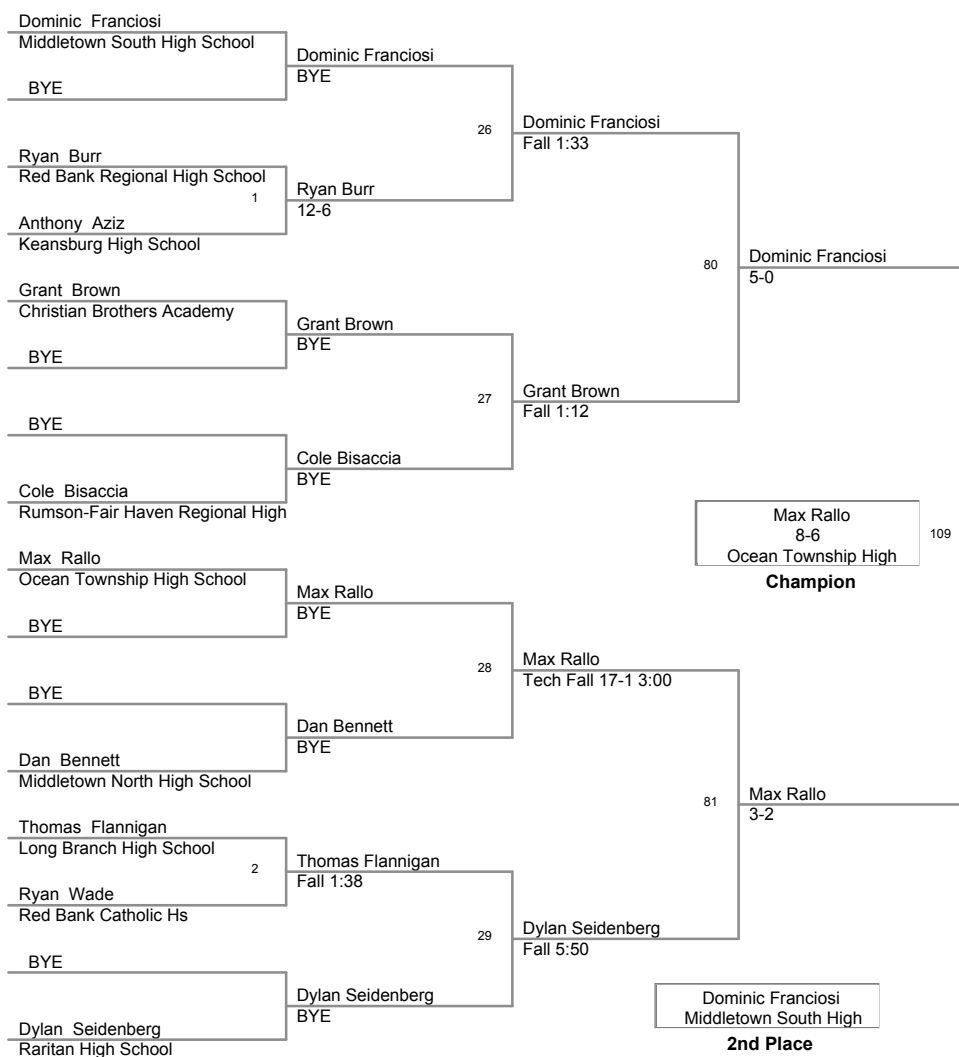 Dominic Franciosi
Middletown South High School
BYE
Ryan Burr
Red Bank Regional High School
1
Anthony Aziz
Keansburg High School
Grant Brown
Christian Brothers Academy
BYE
BYE
Cole Bisaccia
Rumson-Fair Haven Regional High
Max Rallo
Ocean Township High School
BYE
BYE
Dan Bennett
Middletown North High School
Thomas Flannigan
Long Branch High School
2
Ryan Wade
Red Bank Catholic Hs
BYE
Dylan Seidenberg
Raritan High School
Dominic Franciosi
BYE
26
Ryan Burr
12-6
Grant Brown
BYE
27
Cole Bisaccia
BYE
Max Rallo
BYE
28
Dan Bennett
BYE
Thomas Flannigan
Fall 1:38
29
Dylan Seidenberg
BYE
Dominic Franciosi
Fall 1:33
80
Grant Brown
Fall 1:12
Max Rallo
Tech Fall 17-1 3:00
81
Dylan Seidenberg
Fall 5:50
Dominic Franciosi
5-0
Max Rallo
3-2
Max Rallo
8-6
Ocean Township High
109
Champion
Dominic Franciosi
Middletown South High
2nd Place